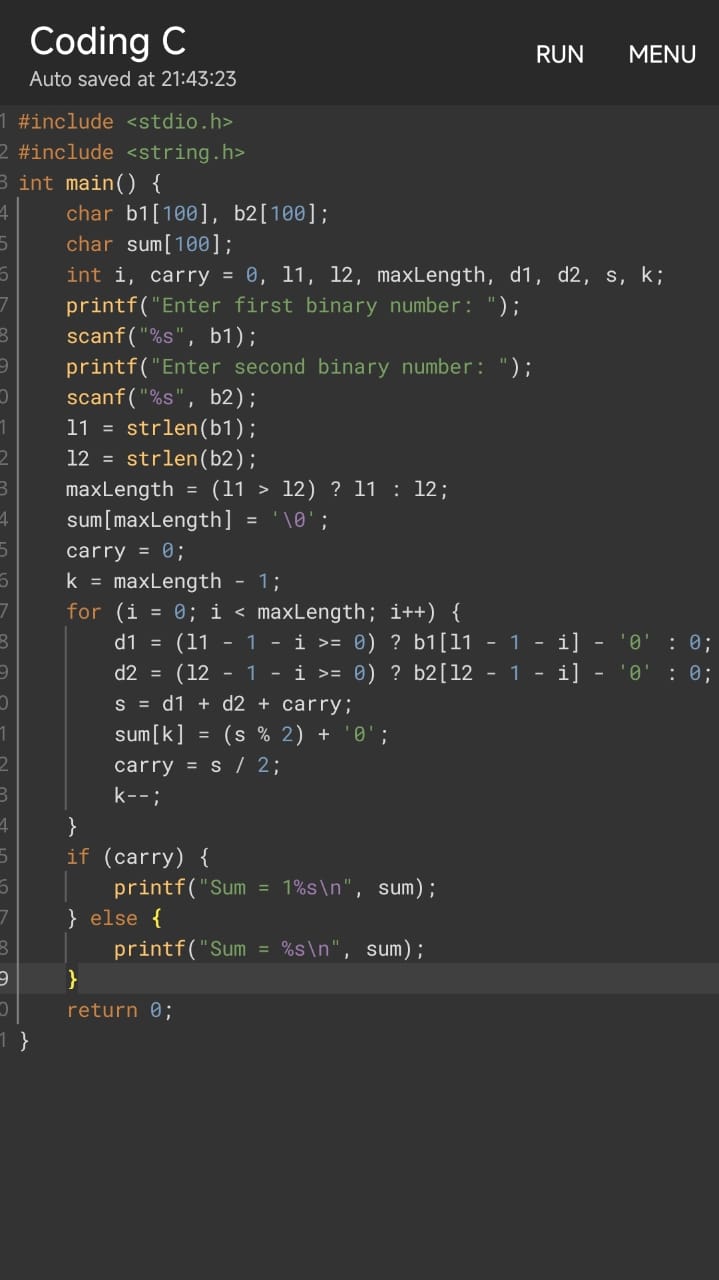 Coding C
RUN MENU
Auto saved at 21:43:23
1 #include <stdio.h>
2 #include <string.h>
3 int main() {
4     char b1[100], b2[100];
5     char sum[100];
6     int i, carry = 0, l1, l2, maxLength, d1, d2, s, k;
7     printf("Enter first binary number: ");
8     scanf("%s", b1);
9     printf("Enter second binary number: ");
0     scanf("%s", b2);
1     l1 = strlen(b1);
2     l2 = strlen(b2);
3     maxLength = (l1 > l2) ? l1 : l2;
4     sum[maxLength] = '\0';
5     carry = 0;
6     k = maxLength - 1;
7     for (i = 0; i < maxLength; i++) {
8         d1 = (l1 - 1 - i >= 0) ? b1[l1 - 1 - i] - '0' : 0;
9         d2 = (l2 - 1 - i >= 0) ? b2[l2 - 1 - i] - '0' : 0;
0         s = d1 + d2 + carry;
1         sum[k] = (s % 2) + '0';
2         carry = s / 2;
3         k--;
4     }
5     if (carry) {
6         printf("Sum = 1%s\n", sum);
7     } else {
8         printf("Sum = %s\n", sum);
9     }
0     return 0;
1 }